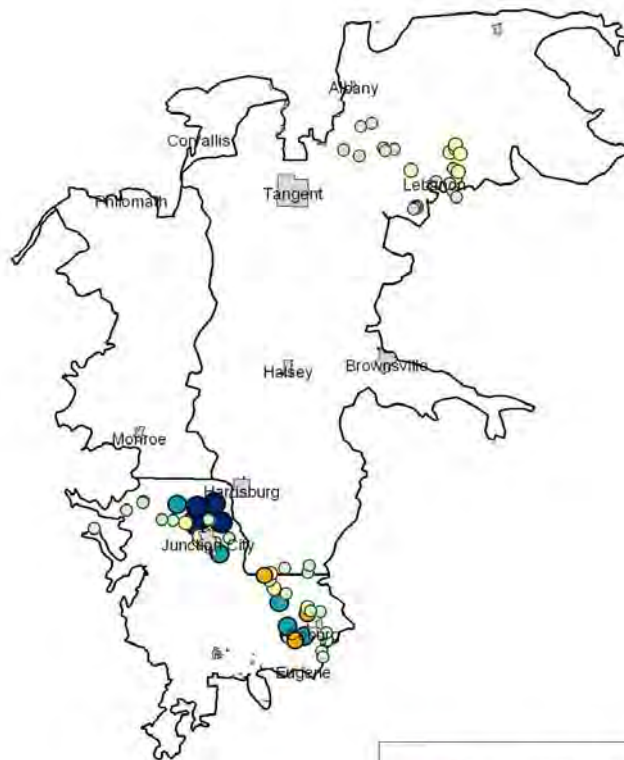 Albany
Corvallis
Lebanon
Tangent
Philomath
Halsey
Brownsville
Monroe
Harrisburg
Junction City
Eugene